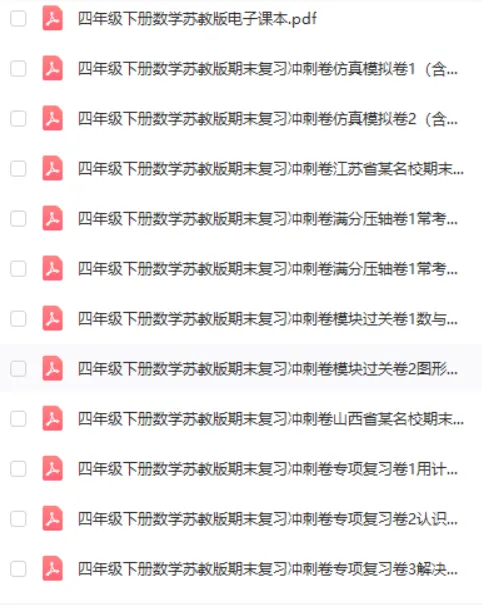 四年级下册数学苏教版电子课本.pdf
四年级下册数学苏教版期末复习冲刺卷仿真模拟卷1（含...
四年级下册数学苏教版期末复习冲刺卷仿真模拟卷2（含...
四年级下册数学苏教版期末复习冲刺卷江苏省某名校期末...
四年级下册数学苏教版期末复习冲刺卷满分压轴卷1常考...
四年级下册数学苏教版期末复习冲刺卷满分压轴卷1常考...
四年级下册数学苏教版期末复习冲刺卷模块过关卷1数与...
四年级下册数学苏教版期末复习冲刺卷模块过关卷2图形...
四年级下册数学苏教版期末复习冲刺卷山西省某名校期末...
四年级下册数学苏教版期末复习冲刺卷专项复习卷1用计...
四年级下册数学苏教版期末复习冲刺卷专项复习卷2认识...
四年级下册数学苏教版期末复习冲刺卷专项复习卷3解决...